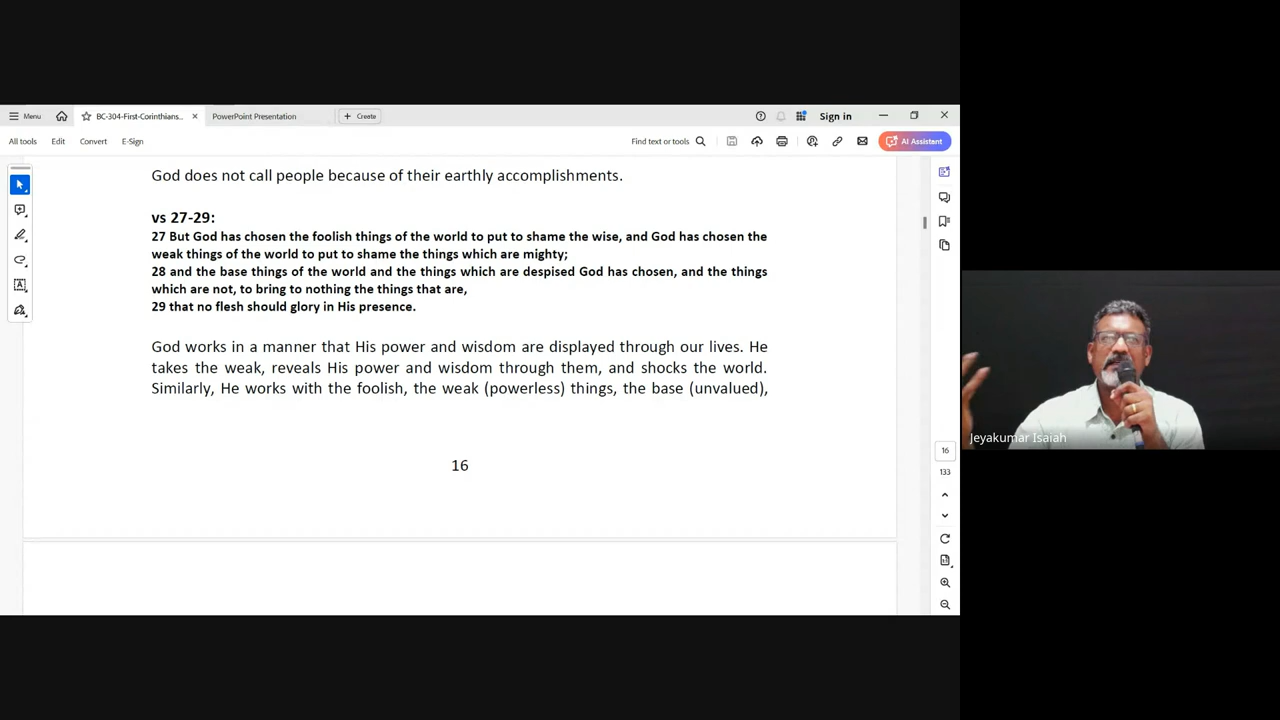 Menu
BC-304-First-Corinthians...
PowerPoint Presentation
Create
Sign in
All tools
Edit
Convert
E-Sign
Find text or tools
AI Assistant
God does not call people because of their earthly accomplishments.
vs 27-29:
27 But God has chosen the foolish things of the world to put to shame the wise, and God has chosen the
weak things of the world to put to shame the things which are mighty;
28 and the base things of the world and the things which are despised God has chosen, and the things
which are not, to bring to nothing the things that are,
29 that no flesh should glory in His presence.
God works in a manner that His power and wisdom are displayed through our lives. He
takes the weak, reveals His power and wisdom through them, and shocks the world.
Similarly, He works with the foolish, the weak (powerless) things, the base (unvalued),
16
16
133
Jeyakumar Isaiah